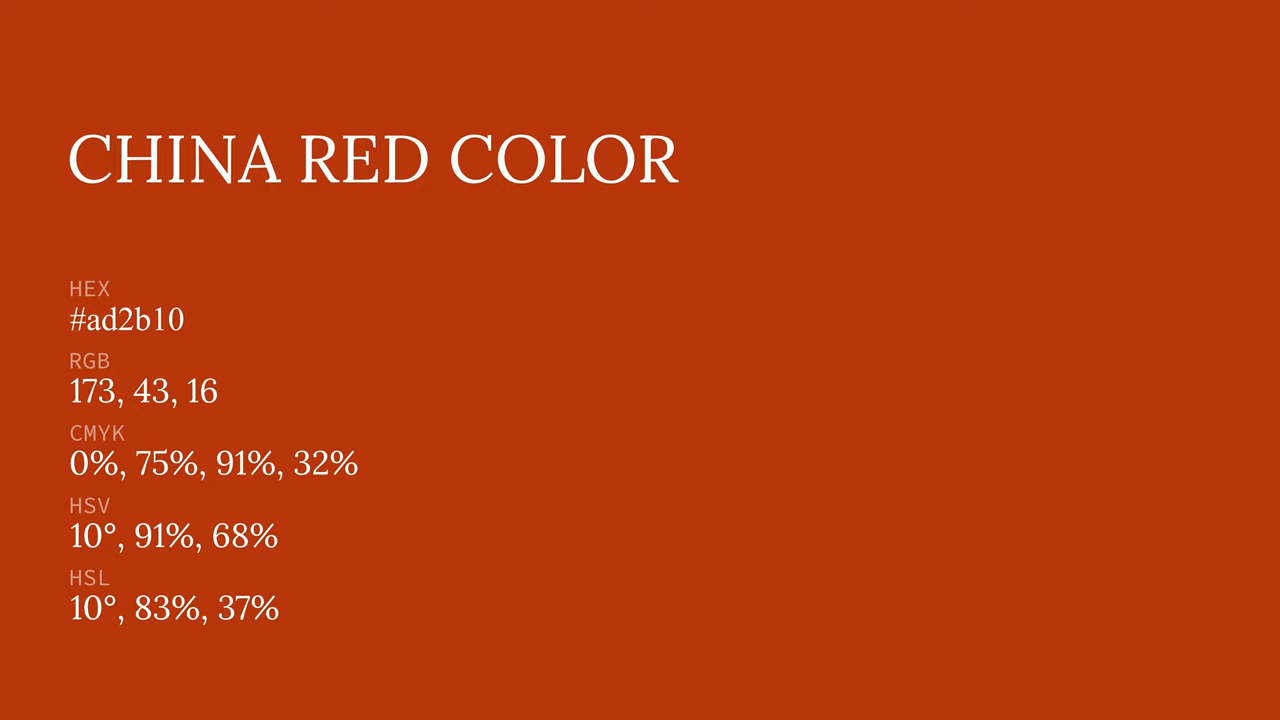 CHINA RED COLOR
HEX
#ad2b10
RGB
173, 43, 16
CMYK
0%, 75%, 91%, 32%
HSV
10°, 91%, 68%
HSL
10°, 83%, 37%